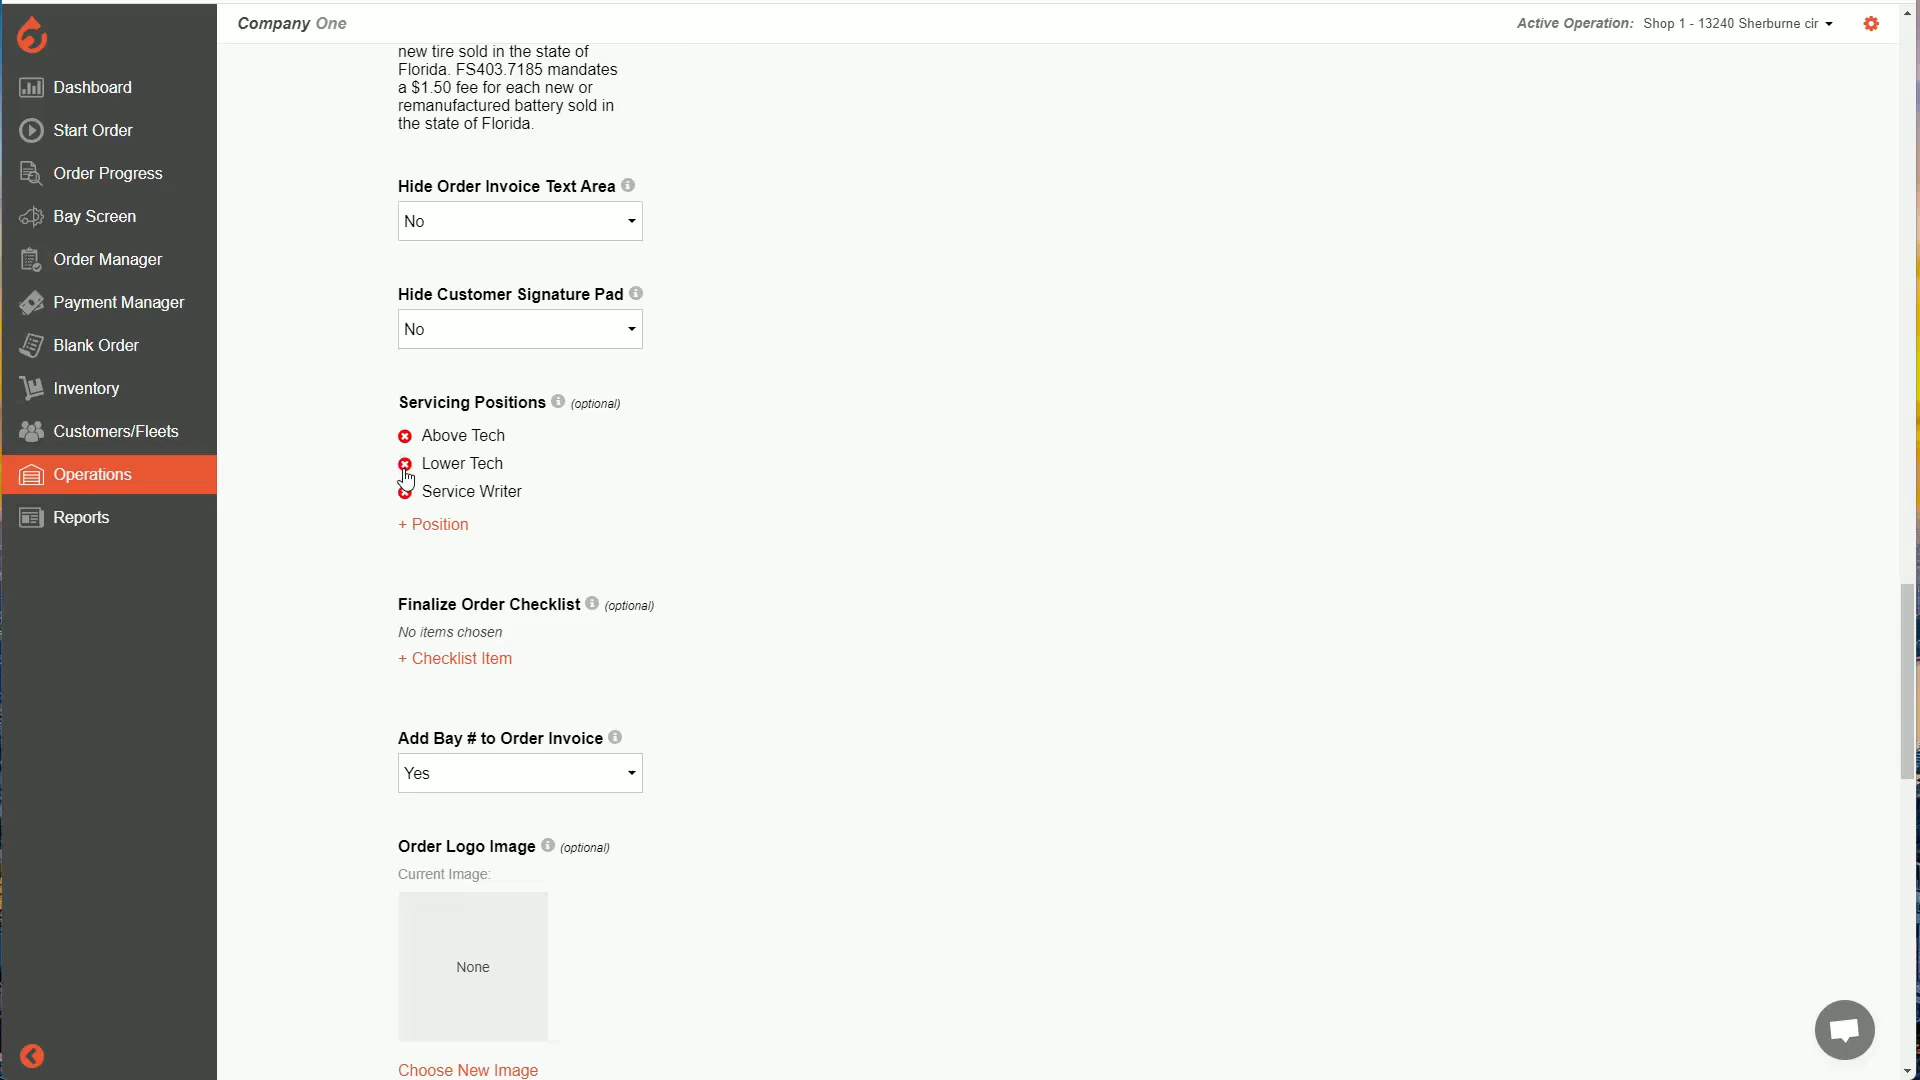 Company One
Active Operation: Shop 1 - 13240 Sherburne cir
Dashboard
Start Order
Order Progress
Bay Screen
Order Manager
Payment Manager
Blank Order
Inventory
Customers/Fleets
Operations
Reports
new tire sold in the state of
Florida. FS403.7185 mandates
a $1.50 fee for each new or
remanufactured battery sold in
the state of Florida.
Hide Order Invoice Text Area
No
Hide Customer Signature Pad
No
Servicing Positions (optional)
Above Tech
Lower Tech
Service Writer
+ Position
Finalize Order Checklist (optional)
No items chosen
+ Checklist Item
Add Bay # to Order Invoice
Yes
Order Logo Image (optional)
Current Image:
None
Choose New Image